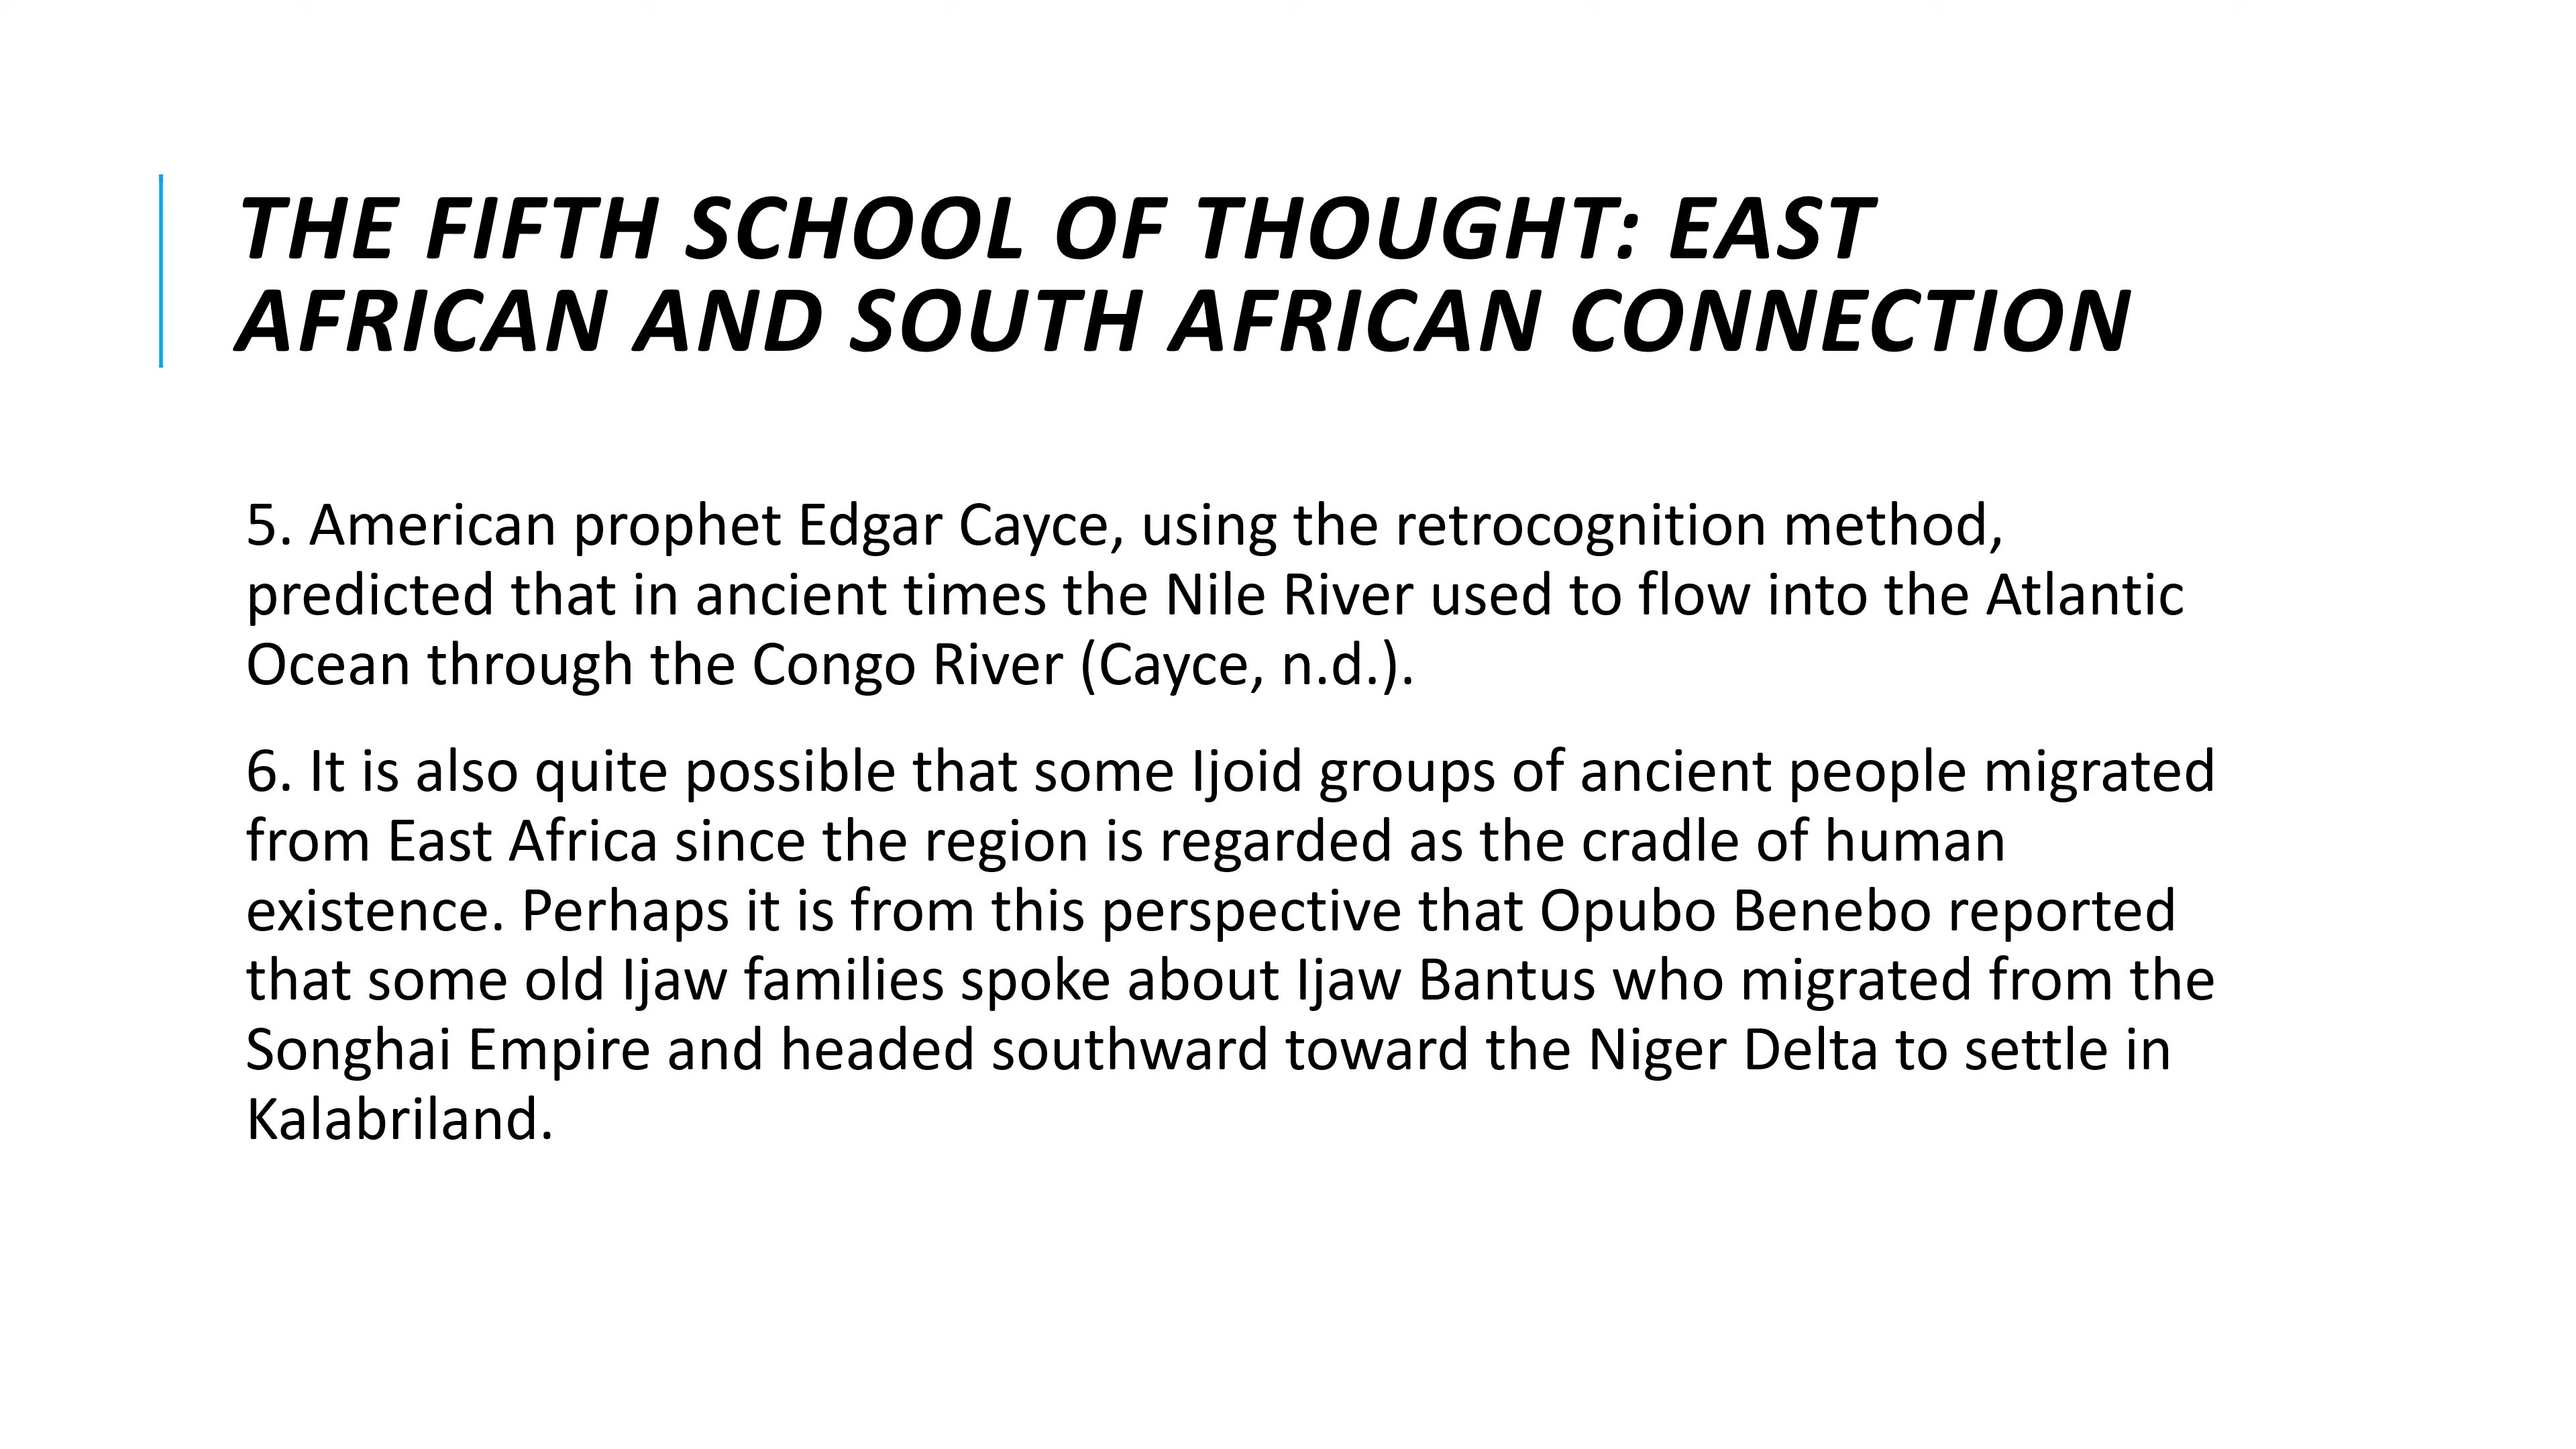 THE FIFTH SCHOOL OF THOUGHT: EAST
AFRICAN AND SOUTH AFRICAN CONNECTION
5. American prophet Edgar Cayce, using the retrocognition method,
predicted that in ancient times the Nile River used to flow into the Atlantic
Ocean through the Congo River (Cayce, n.d.).
6. It is also quite possible that some Ijoid groups of ancient people migrated
from East Africa since the region is regarded as the cradle of human
existence. Perhaps it is from this perspective that Opubo Benebo reported
that some old Ijaw families spoke about Ijaw Bantus who migrated from the
Songhai Empire and headed southward toward the Niger Delta to settle in
Kalabriland.